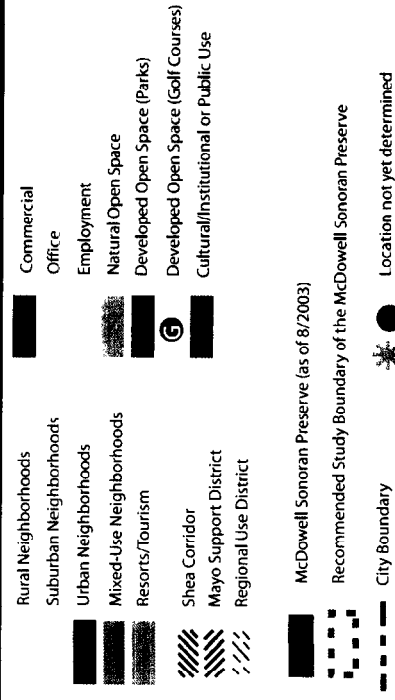 Rural Neighborhoods
Suburban Neighborhoods
Urban Neighborhoods
Mixed-Use Neighborhoods
Resorts/Tourism
Shea Corridor
Mayo Support District
Regional Use District
Commercial
Office
Employment
Natural Open Space
Developed Open Space (Parks)
G Developed Open Space (Golf Courses)
Cultural/Institutional or Public Use
McDowell Sonoran Preserve (as of 8/2003)
Recommended Study Boundary of the McDowell Sonoran Preserve
City Boundary
Location not yet determined